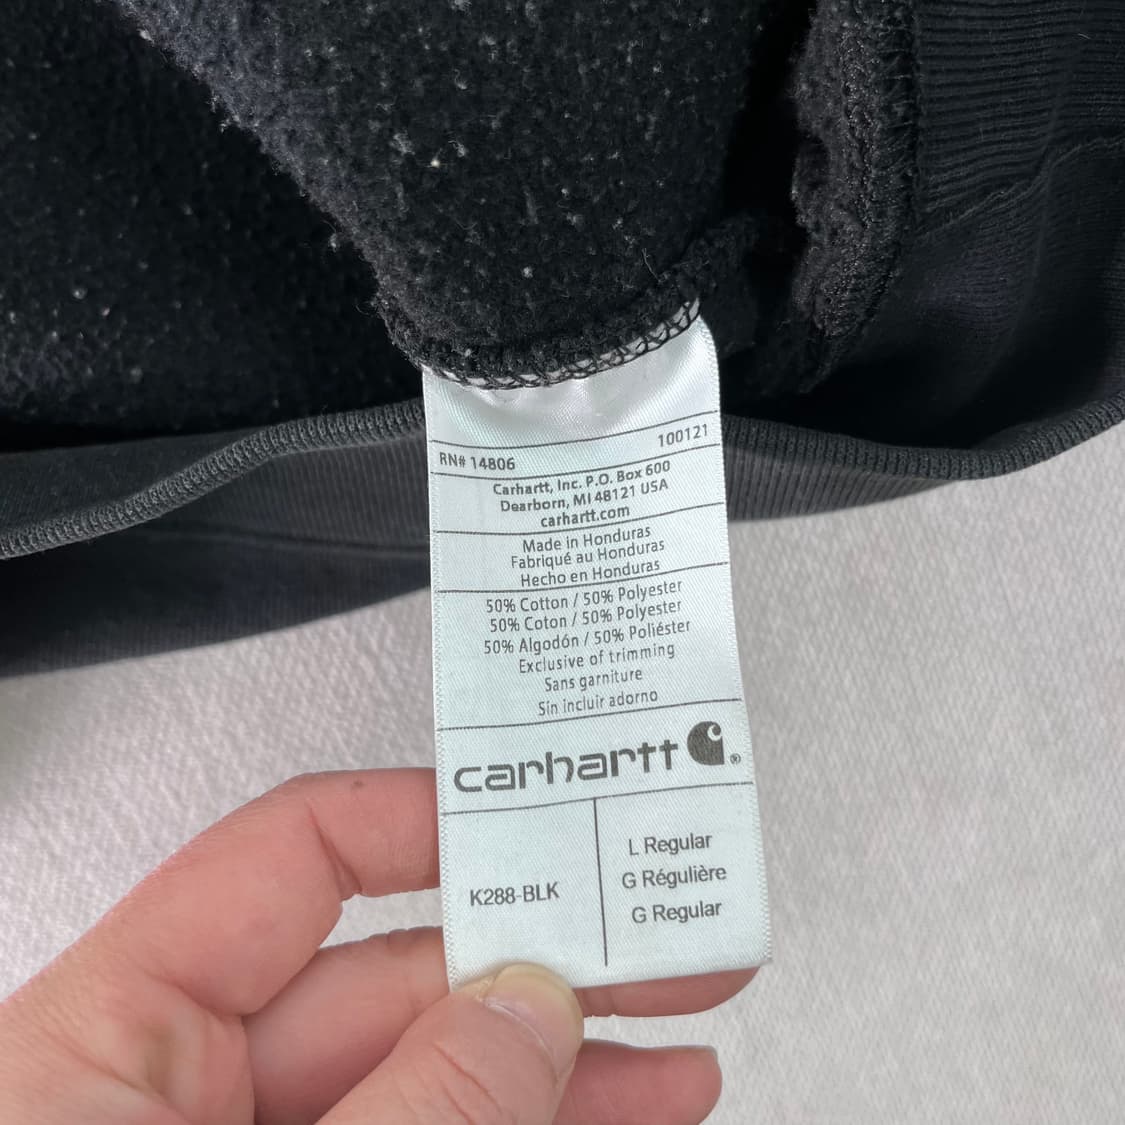 100121
RN# 14806
Carhartt, Inc. P.O. Box 600
Dearborn, MI 48121 USA
carhartt.com
Made in Honduras
Fabriqué au Honduras
Hecho en Honduras
50% Cotton / 50% Polyester
50% Coton / 50% Polyester
50% Algodón / 50% Poliéster
Exclusive of trimming
Sans garniture
Sin incluir adorno
carhartt ®
K288-BLK
L Regular
G Régulière
G Regular